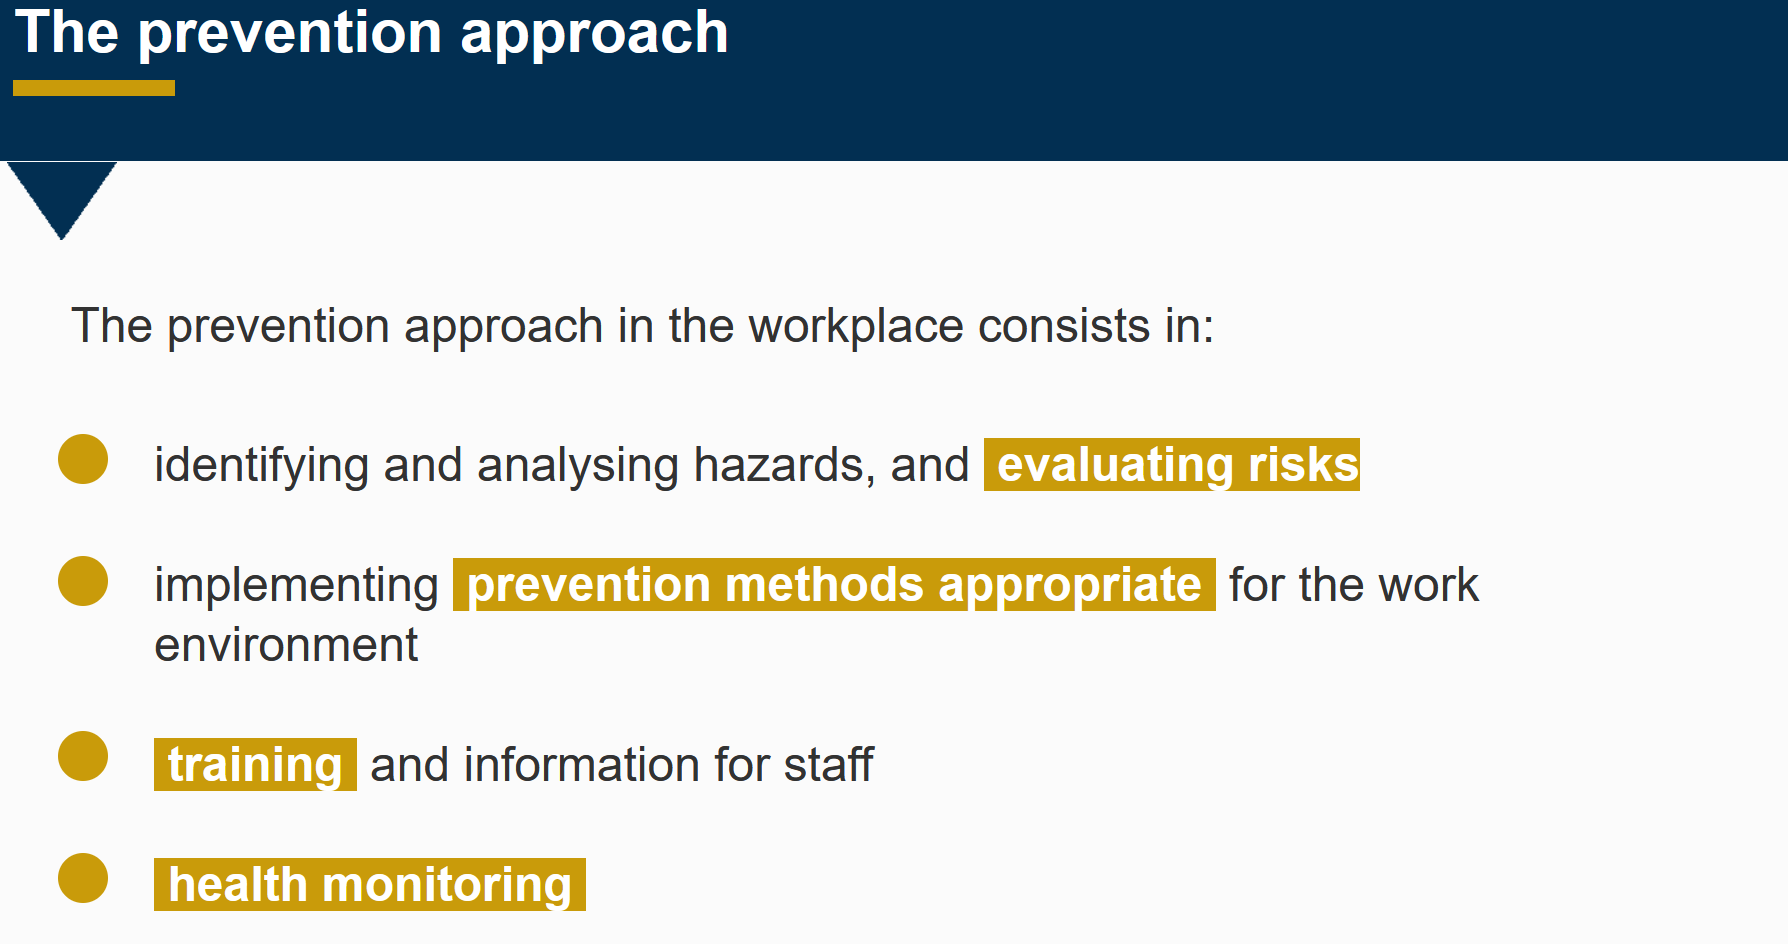 The prevention approach
The prevention approach in the workplace consists in:
identifying and analysing hazards, and evaluating risks
implementing prevention methods appropriate for the work
environment
training and information for staff
health monitoring